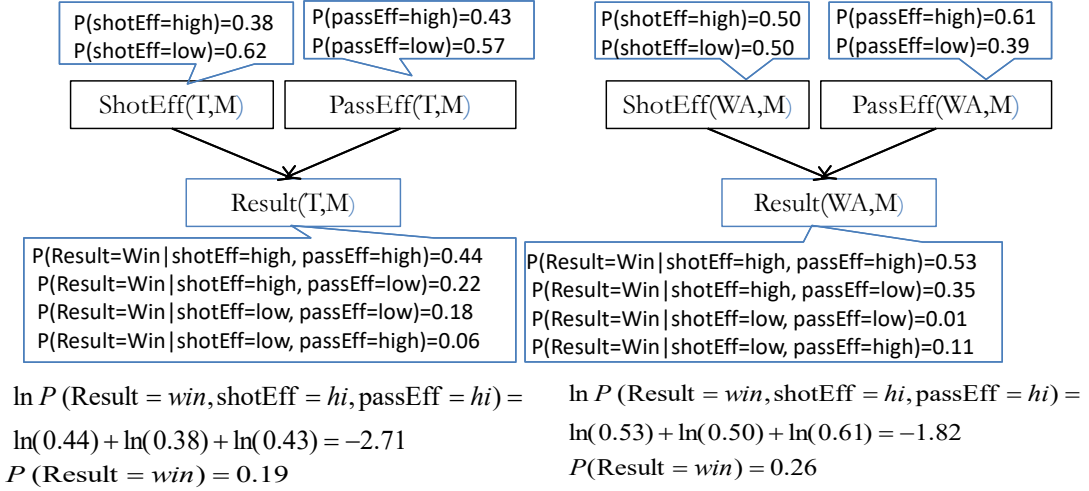 P(shotEff=high)=0.38
P(shotEff=low)=0.62
P(passEff=high)=0.43
P(passEff=low)=0.57
ShotEff(T,M)
PassEff(T,M)
Result(T,M)
P(Result=Win|shotEff=high, passEff=high)=0.44
P(Result=Win|shotEff=high, passEff=low)=0.22
P(Result=Win|shotEff=low, passEff=low)=0.18
P(Result=Win|shotEff=low, passEff=high)=0.06
ln P (Result = win, shotEff = hi, passEff = hi) =
ln(0.44) + ln(0.38) + ln(0.43) = −2.71
P (Result = win) = 0.19
P(shotEff=high)=0.50
P(shotEff=low)=0.50
P(passEff=high)=0.61
P(passEff=low)=0.39
ShotEff(WA,M)
PassEff(WA,M)
Result(WA,M)
P(Result=Win|shotEff=high, passEff=high)=0.53
P(Result=Win|shotEff=high, passEff=low)=0.35
P(Result=Win|shotEff=low, passEff=low)=0.01
P(Result=Win|shotEff=low, passEff=high)=0.11
ln P (Result = win, shotEff = hi, passEff = hi) =
ln(0.53) + ln(0.50) + ln(0.61) = −1.82
P(Result = win) = 0.26